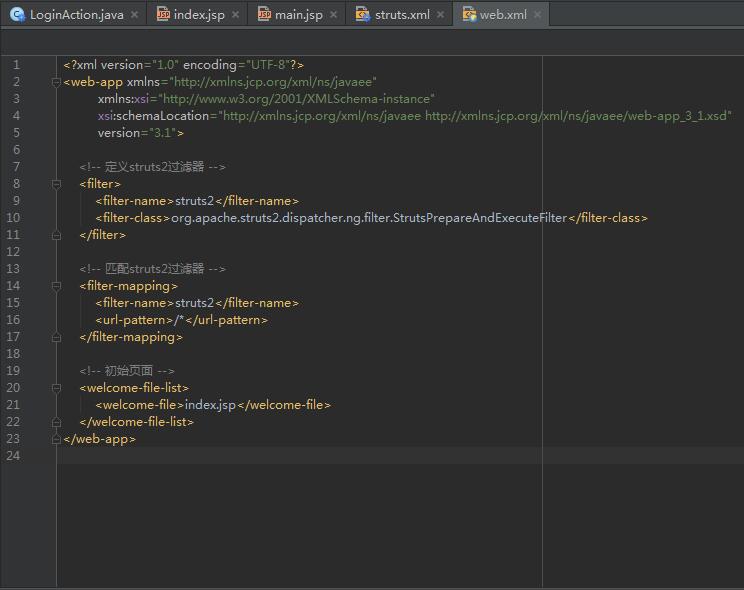 LoginAction.java index.jsp main.jsp struts.xml web.xml
1 <?xml version="1.0" encoding="UTF-8"?>
2 <web-app xmlns="http://xmlns.jcp.org/xml/ns/javaee"
3 xmlns:xsi="http://www.w3.org/2001/XMLSchema-instance"
4 xsi:schemaLocation="http://xmlns.jcp.org/xml/ns/javaee http://xmlns.jcp.org/xml/ns/javaee/web-app_3_1.xsd"
5 version="3.1">
6
7 <!-- 定义struts2过滤器 -->
8 <filter>
9 <filter-name>struts2</filter-name>
10 <filter-class>org.apache.struts2.dispatcher.ng.filter.StrutsPrepareAndExecuteFilter</filter-class>
11 </filter>
12
13 <!-- 匹配struts2过滤器 -->
14 <filter-mapping>
15 <filter-name>struts2</filter-name>
16 <url-pattern>/*</url-pattern>
17 </filter-mapping>
18
19 <!-- 初始页面 -->
20 <welcome-file-list>
21 <welcome-file>index.jsp</welcome-file>
22 </welcome-file-list>
23 </web-app>
24